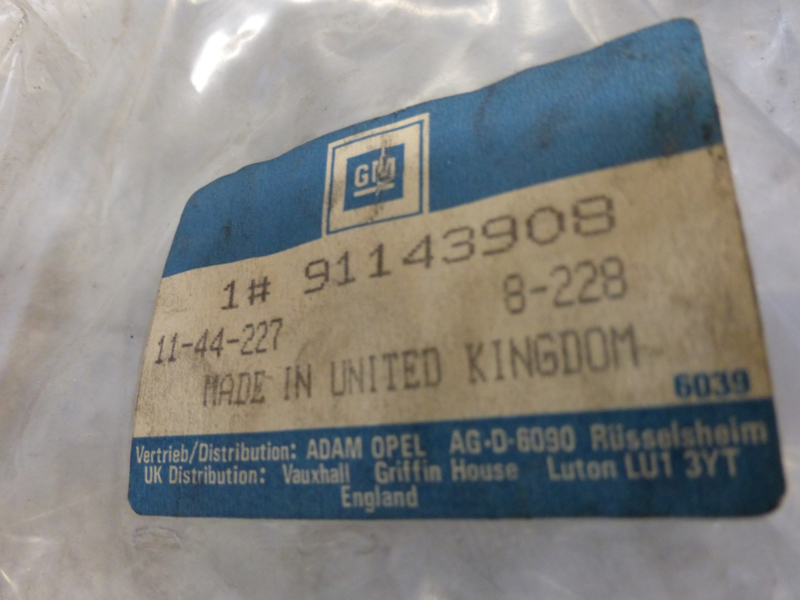 GM
1# 91143908
8-228
11-44-227
MADE IN UNITED KINGDOM
6039
Vertrieb/Distribution: ADAM OPEL AG·D-6090 Rüsselsheim
UK Distribution: Vauxhall Griffin House Luton LU1 3YT
England